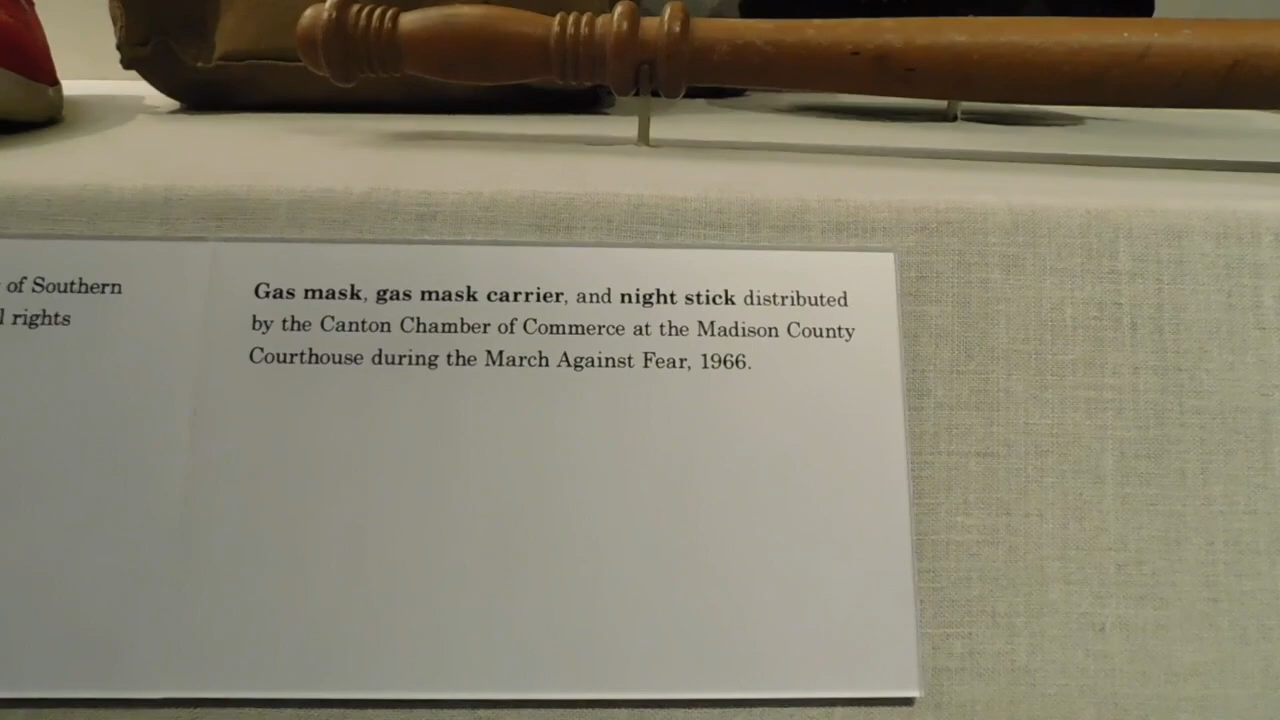 of Southern
rights
Gas mask, gas mask carrier, and night stick distributed
by the Canton Chamber of Commerce at the Madison County
Courthouse during the March Against Fear, 1966.